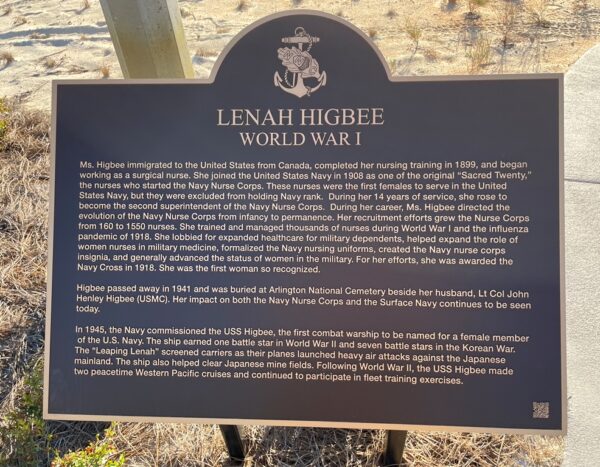 LENAH HIGBEE
WORLD WAR I
Ms. Higbee immigrated to the United States from Canada, completed her nursing training in 1899, and began
working as a surgical nurse. She joined the United States Navy in 1908 as one of the original “Sacred Twenty,”
the nurses who started the Navy Nurse Corps. These nurses were the first females to serve in the United
States Navy, but they were excluded from holding Navy rank. During her 14 years of service, she rose to
become the second superintendent of the Navy Nurse Corps. During her career, Ms. Higbee directed the
evolution of the Navy Nurse Corps from infancy to permanence. Her recruitment efforts grew the Nurse Corps
from 160 to 1550 nurses. She trained and managed thousands of nurses during World War I and the influenza
pandemic of 1918. She lobbied for expanded healthcare for military dependents, helped expand the role of
women nurses in military medicine, formalized the Navy nursing uniforms, created the Navy nurse corps
insignia, and generally advanced the status of women in the military. For her efforts, she was awarded the
Navy Cross in 1918. She was the first woman so recognized.
Higbee passed away in 1941 and was buried at Arlington National Cemetery beside her husband, Lt Col John
Henley Higbee (USMC). Her impact on both the Navy Nurse Corps and the Surface Navy continues to be seen
today.
In 1945, the Navy commissioned the USS Higbee, the first combat warship to be named for a female member
of the U.S. Navy. The ship earned one battle star in World War II and seven battle stars in the Korean War.
The “Leaping Lenah” screened carriers as their planes launched heavy air attacks against the Japanese
mainland. The ship also helped clear Japanese mine fields. Following World War II, the USS Higbee made
two peacetime Western Pacific cruises and continued to participate in fleet training exercises.